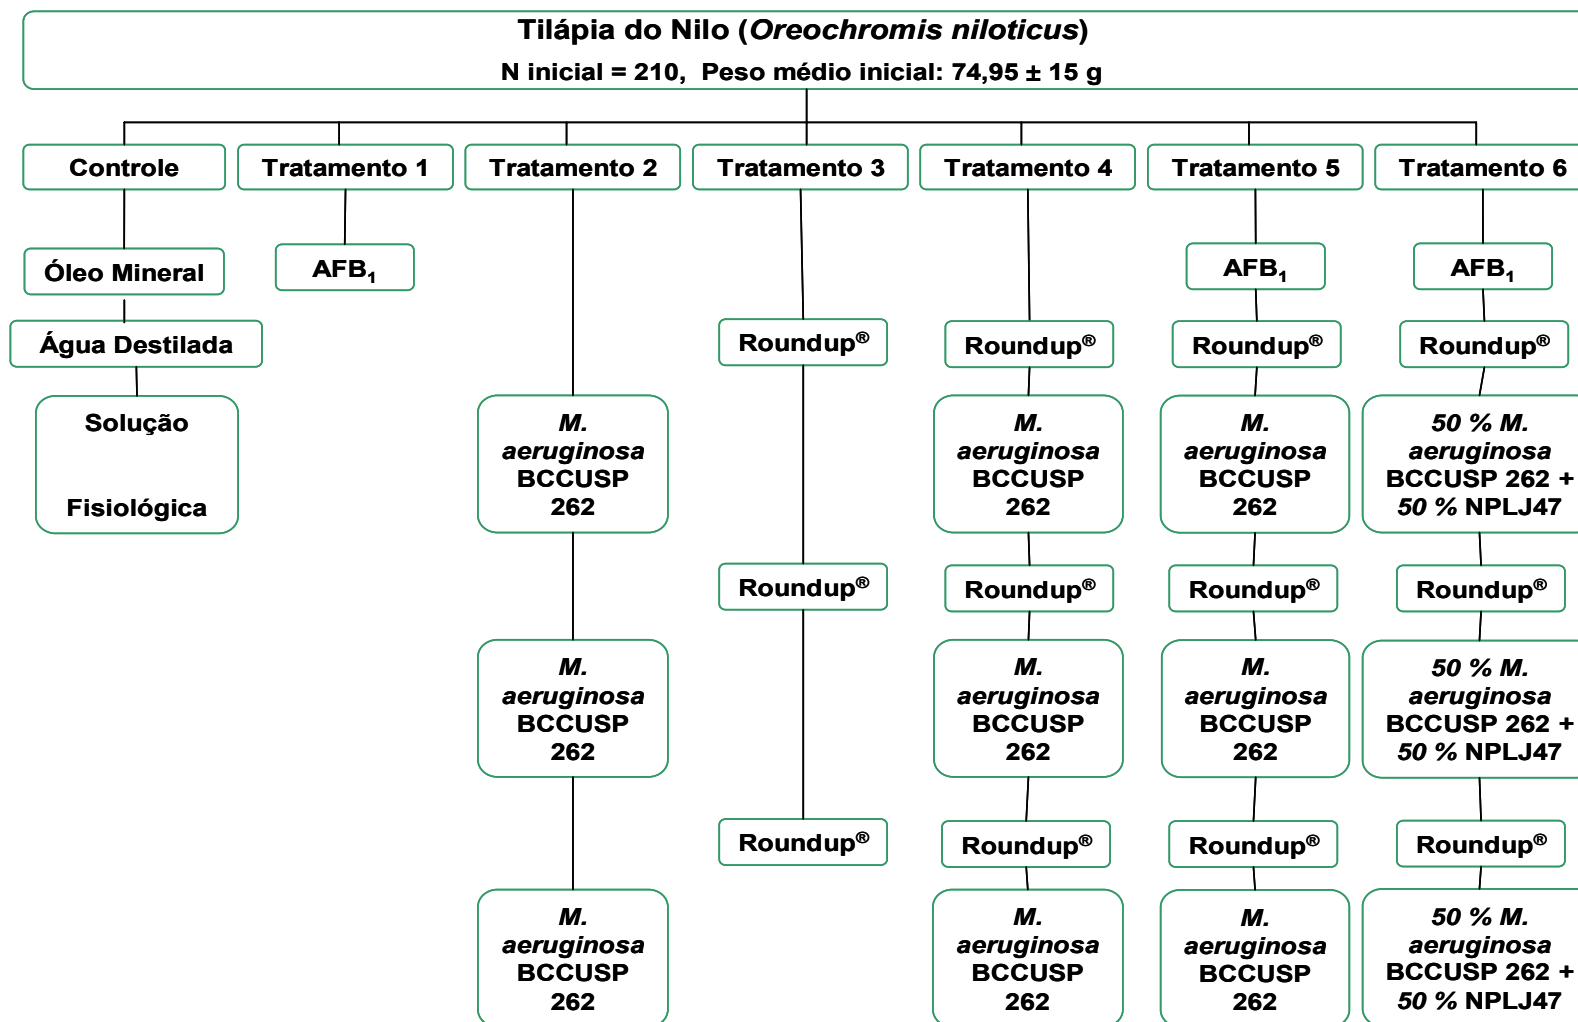 Tilápia do Nilo (Oreochromis niloticus)
N inicial = 210, Peso médio inicial: 74,95 ± 15 g
Controle
Óleo Mineral
Água Destilada
Solução
Fisiológica
Tratamento 1
AFB₁
Tratamento 2
M.
aeruginosa
BCCUSP
262
M.
aeruginosa
BCCUSP
262
M.
aeruginosa
BCCUSP
262
Tratamento 3
Roundup®
Roundup®
Roundup®
Tratamento 4
Roundup®
M.
aeruginosa
BCCUSP
262
Roundup®
M.
aeruginosa
BCCUSP
262
Roundup®
M.
aeruginosa
BCCUSP
262
Tratamento 5
AFB₁
Roundup®
M.
aeruginosa
BCCUSP
262
Roundup®
M.
aeruginosa
BCCUSP
262
Roundup®
M.
aeruginosa
BCCUSP
262
Tratamento 6
AFB₁
Roundup®
50 % M.
aeruginosa
BCCUSP 262 +
50 % NPLJ47
Roundup®
50 % M.
aeruginosa
BCCUSP 262 +
50 % NPLJ47
Roundup®
50 % M.
aeruginosa
BCCUSP 262 +
50 % NPLJ47